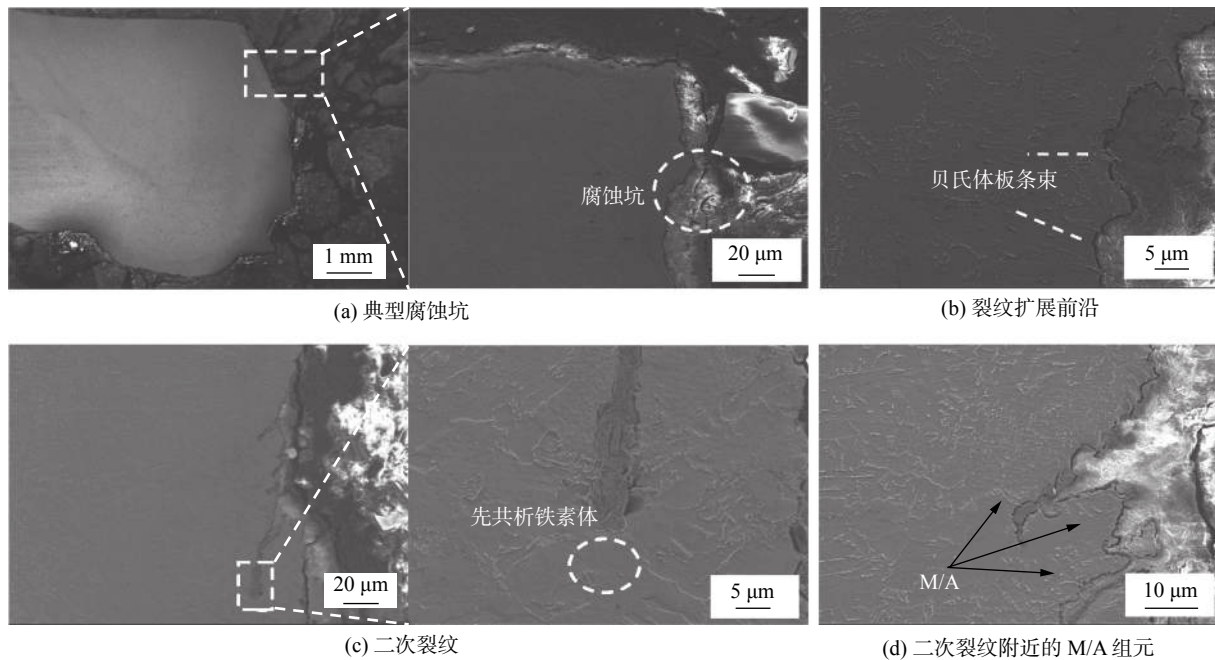 腐蚀坑
1 mm
20 μm
(a) 典型腐蚀坑
贝氏体板条束
5 μm
(b) 裂纹扩展前沿
20 μm
先共析铁素体
5 μm
(c) 二次裂纹
M/A
10 μm
(d) 二次裂纹附近的 M/A 组元